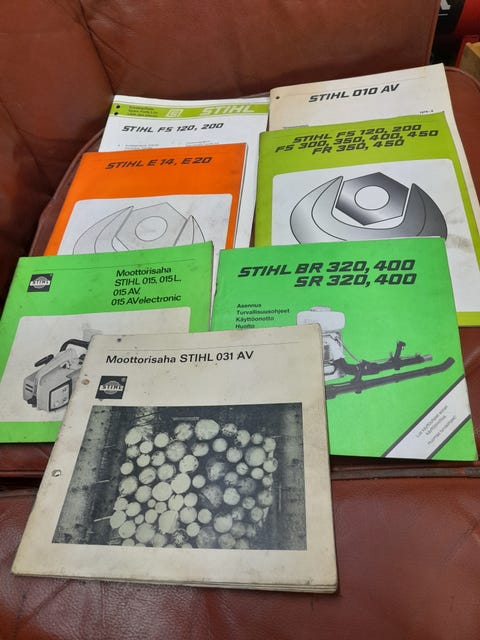 STIHL
STIHL FS 120, 200
STIHL 010 AV
STIHL E 14, E 20
STIHL FS 120, 200
FS 300, 350, 400, 450
FR 350, 450
STIHL
Moottorisaha
STIHL 015, 015 L,
015 AV,
015 AVelectronic
STIHL BR 320, 400
SR 320, 400
Asennus
Turvallisuusohjeet
Käyttöönotto
Huolto
Moottorisaha STIHL 031 AV
STIHL